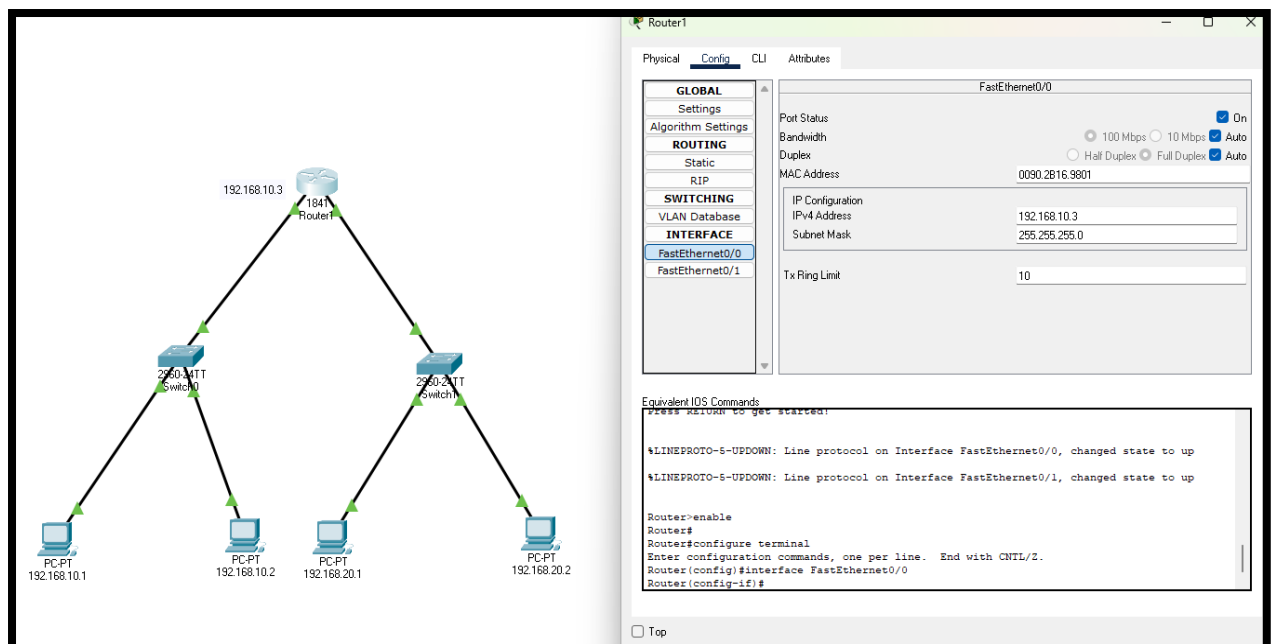 192.168.10.3
1841
Router1
2960-24TT
Switch0
2960-24TT
Switch1
PC-PT
192.168.10.1
PC-PT
192.168.10.2
PC-PT
192.168.20.1
PC-PT
192.168.20.2
Router1
Physical Config CLI Attributes
GLOBAL
Settings
Algorithm Settings
ROUTING
Static
RIP
SWITCHING
VLAN Database
INTERFACE
FastEthernet0/0
FastEthernet0/1
FastEthernet0/0
Port Status On
Bandwidth 100 Mbps 10 Mbps Auto
Duplex Half Duplex Full Duplex Auto
MAC Address 0090.2B16.9801
IP Configuration
IPv4 Address 192.168.10.3
Subnet Mask 255.255.255.0
Tx Ring Limit 10
Equivalent IOS Commands
Press RETURN to get started!
%LINEPROTO-5-UPDOWN: Line protocol on Interface FastEthernet0/0, changed state to up
%LINEPROTO-5-UPDOWN: Line protocol on Interface FastEthernet0/1, changed state to up
Router>enable
Router#
Router#configure terminal
Enter configuration commands, one per line. End with CNTL/Z.
Router(config)#interface FastEthernet0/0
Router(config-if)#
Top